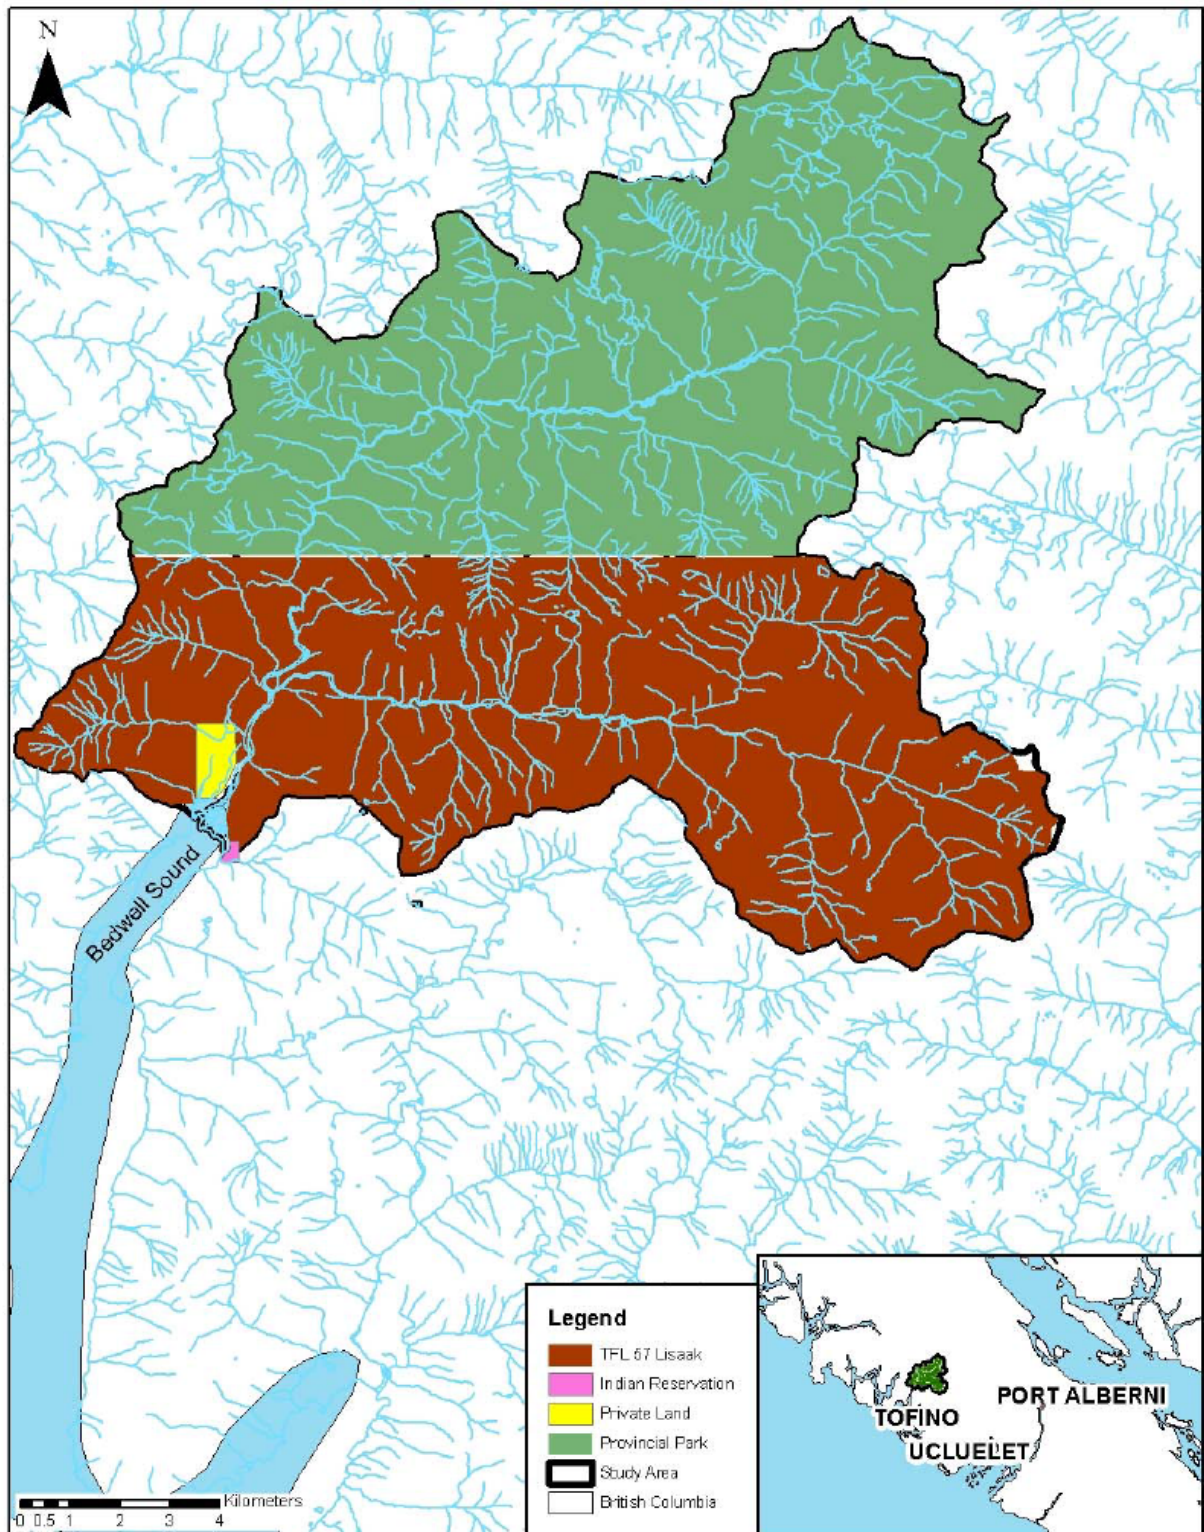 N
Bedwell Sound
Legend
TFL 57 Lisaak
Indian Reservation
Private Land
Provincial Park
Study Area
British Columbia
PORT ALBERNI
TOFINO
UCLUELET
Kilometers
0 0.5 1 2 3 4